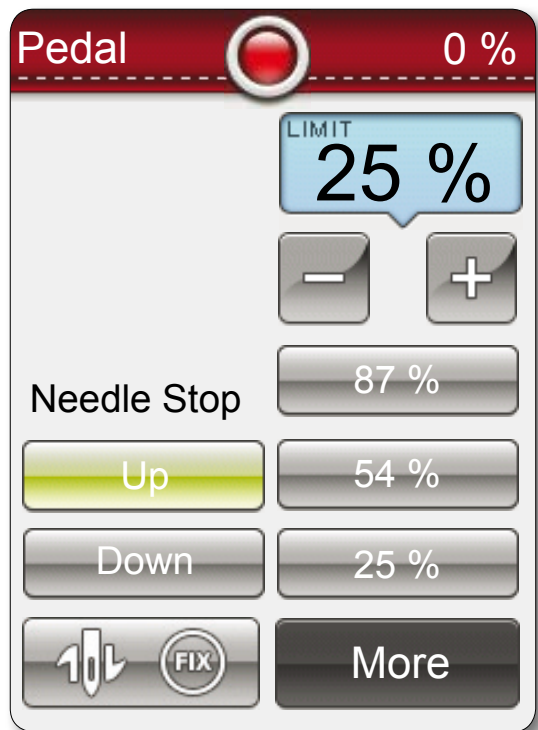 Pedal 0 %
LIMIT
25 %
87 %
Needle Stop
Up 54 %
Down 25 %
FIX More